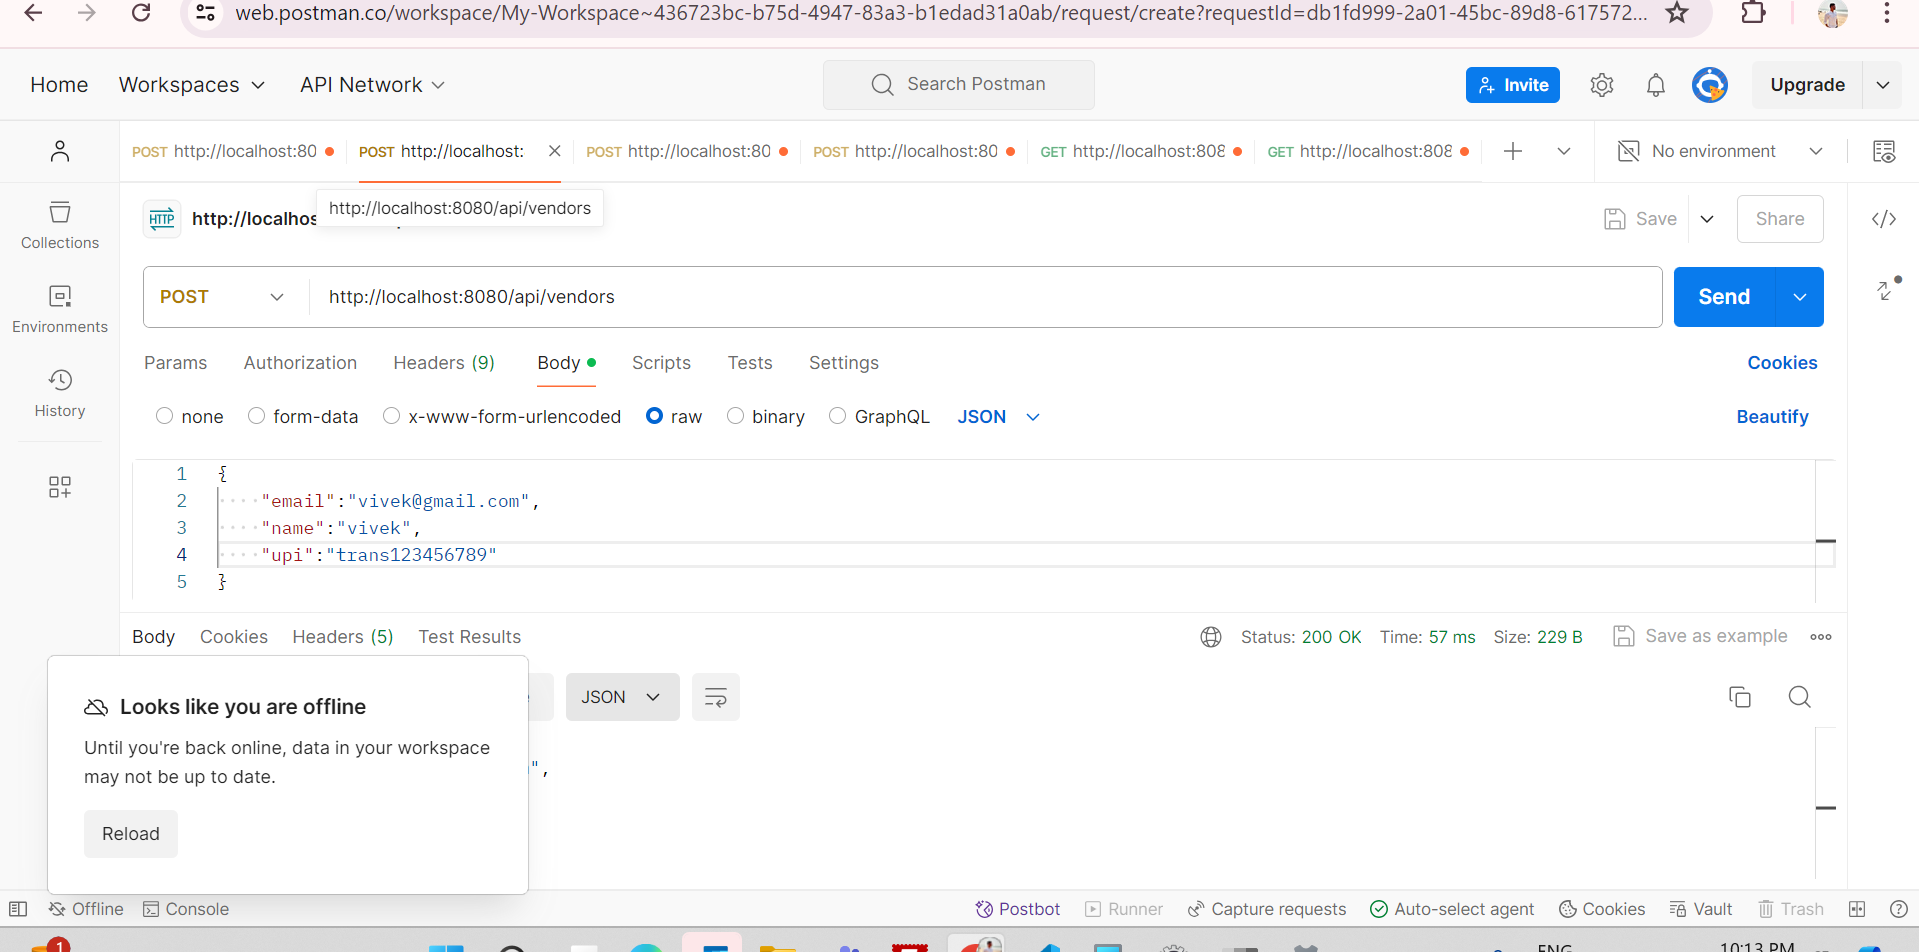 web.postman.co/workspace/My-Workspace~436723bc-b75d-4947-83a3-b1edad31a0ab/request/create?requestId=db1fd999-2a01-45bc-89d8-617572...
Home Workspaces API Network Search Postman Invite Upgrade
POST http://localhost:80 POST http://localhost: POST http://localhost:80 POST http://localhost:80 GET http://localhost:808 GET http://localhost:808 No environment
http://localhost:8080/api/vendors
HTTP http://localhos Save Share
Collections
POST http://localhost:8080/api/vendors Send
Environments
Params Authorization Headers (9) Body Scripts Tests Settings Cookies
History
none form-data x-www-form-urlencoded raw binary GraphQL JSON Beautify
1 {
2 "email":"vivek@gmail.com",
3 "name":"vivek",
4 "upi":"trans123456789"
5 }
Body Cookies Headers (5) Test Results Status: 200 OK Time: 57 ms Size: 229 B Save as example
JSON
Looks like you are offline
Until you're back online, data in your workspace
may not be up to date.
",
Reload
Offline Console Postbot Runner Capture requests Auto-select agent Cookies Vault Trash
1 ENG 10:13 PM